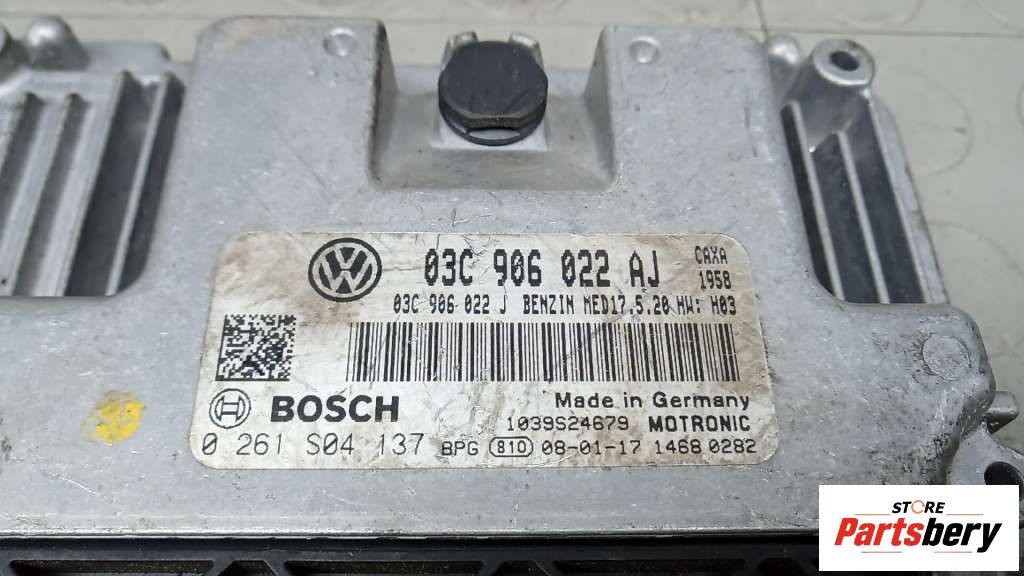 03C 906 022 AJ CAXA
1958
03C 906 022 J BENZIN MED17.5.20 HW: H03
BOSCH Made in Germany
1039S24679 MOTRONIC
0 261 S04 137 BPG 810 08-01-17 1468 0282
30
STORE
Partsbery